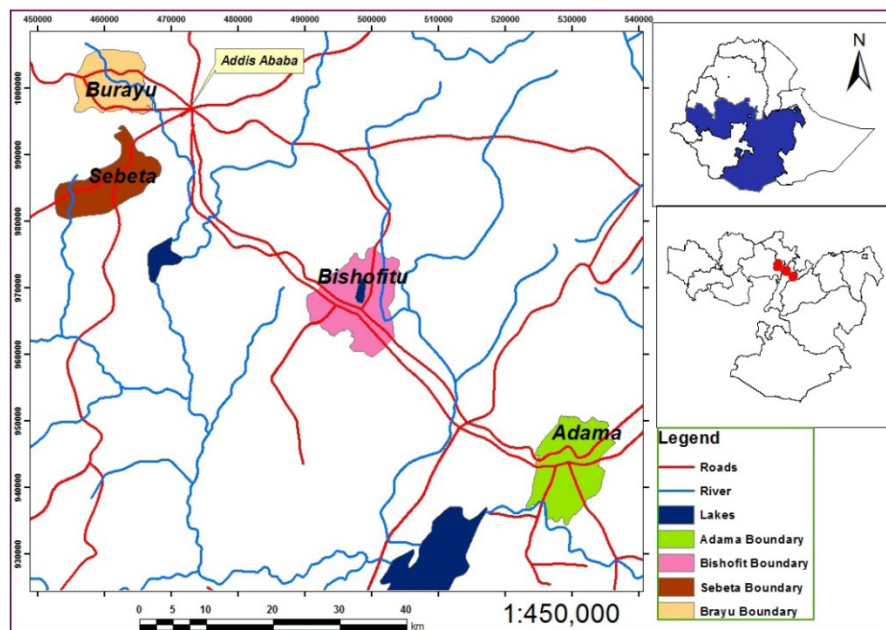 450000 460000 470000 480000 490000 500000 510000 520000 530000 540000
1000000
990000
980000
970000
960000
950000
940000
930000
Addis Ababa
Burayu
Sebeta
Bishofitu
Adama
N
Legend
Roads
River
Lakes
Adama Boundary
Bishofit Boundary
Sebeta Boundary
Brayu Boundary
0 5 10 20 30 40
km
1:450,000